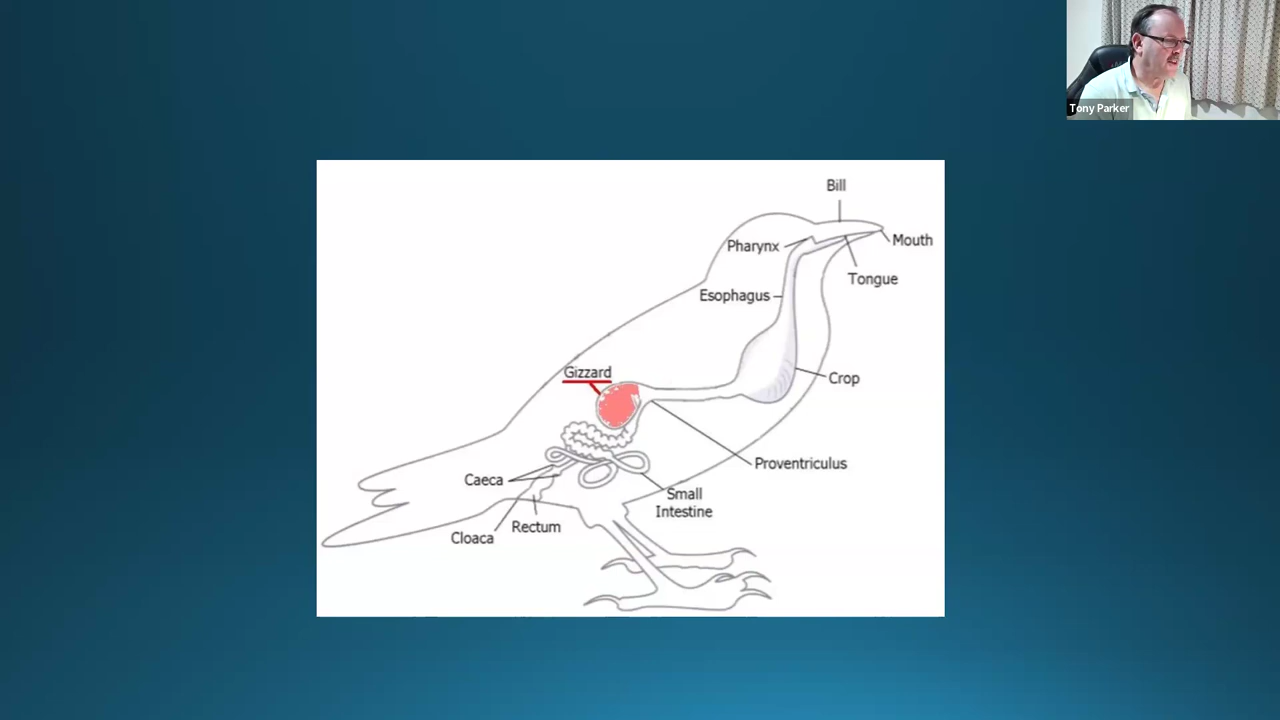 Tony Parker
Bill
Pharynx
Mouth
Tongue
Esophagus
Gizzard
Crop
Proventriculus
Caeca
Small
Intestine
Rectum
Cloaca